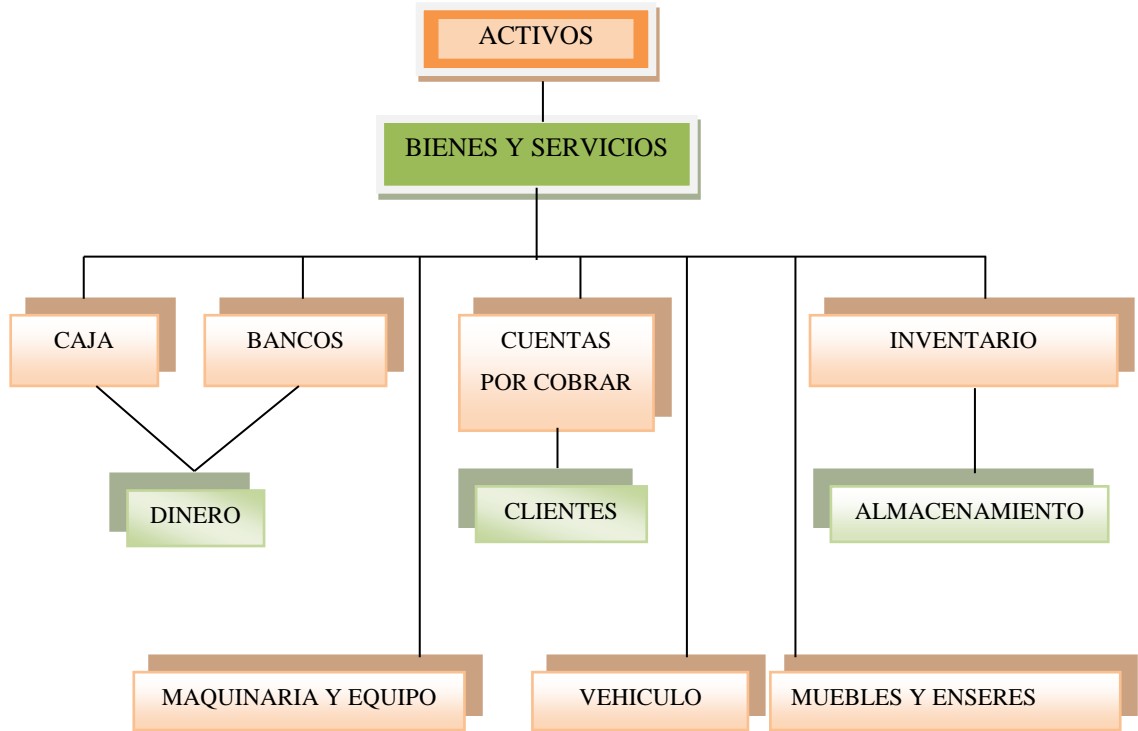 ACTIVOS
BIENES Y SERVICIOS
CAJA
BANCOS
CUENTAS
POR COBRAR
INVENTARIO
DINERO
CLIENTES
ALMACENAMIENTO
MAQUINARIA Y EQUIPO
VEHICULO
MUEBLES Y ENSERES